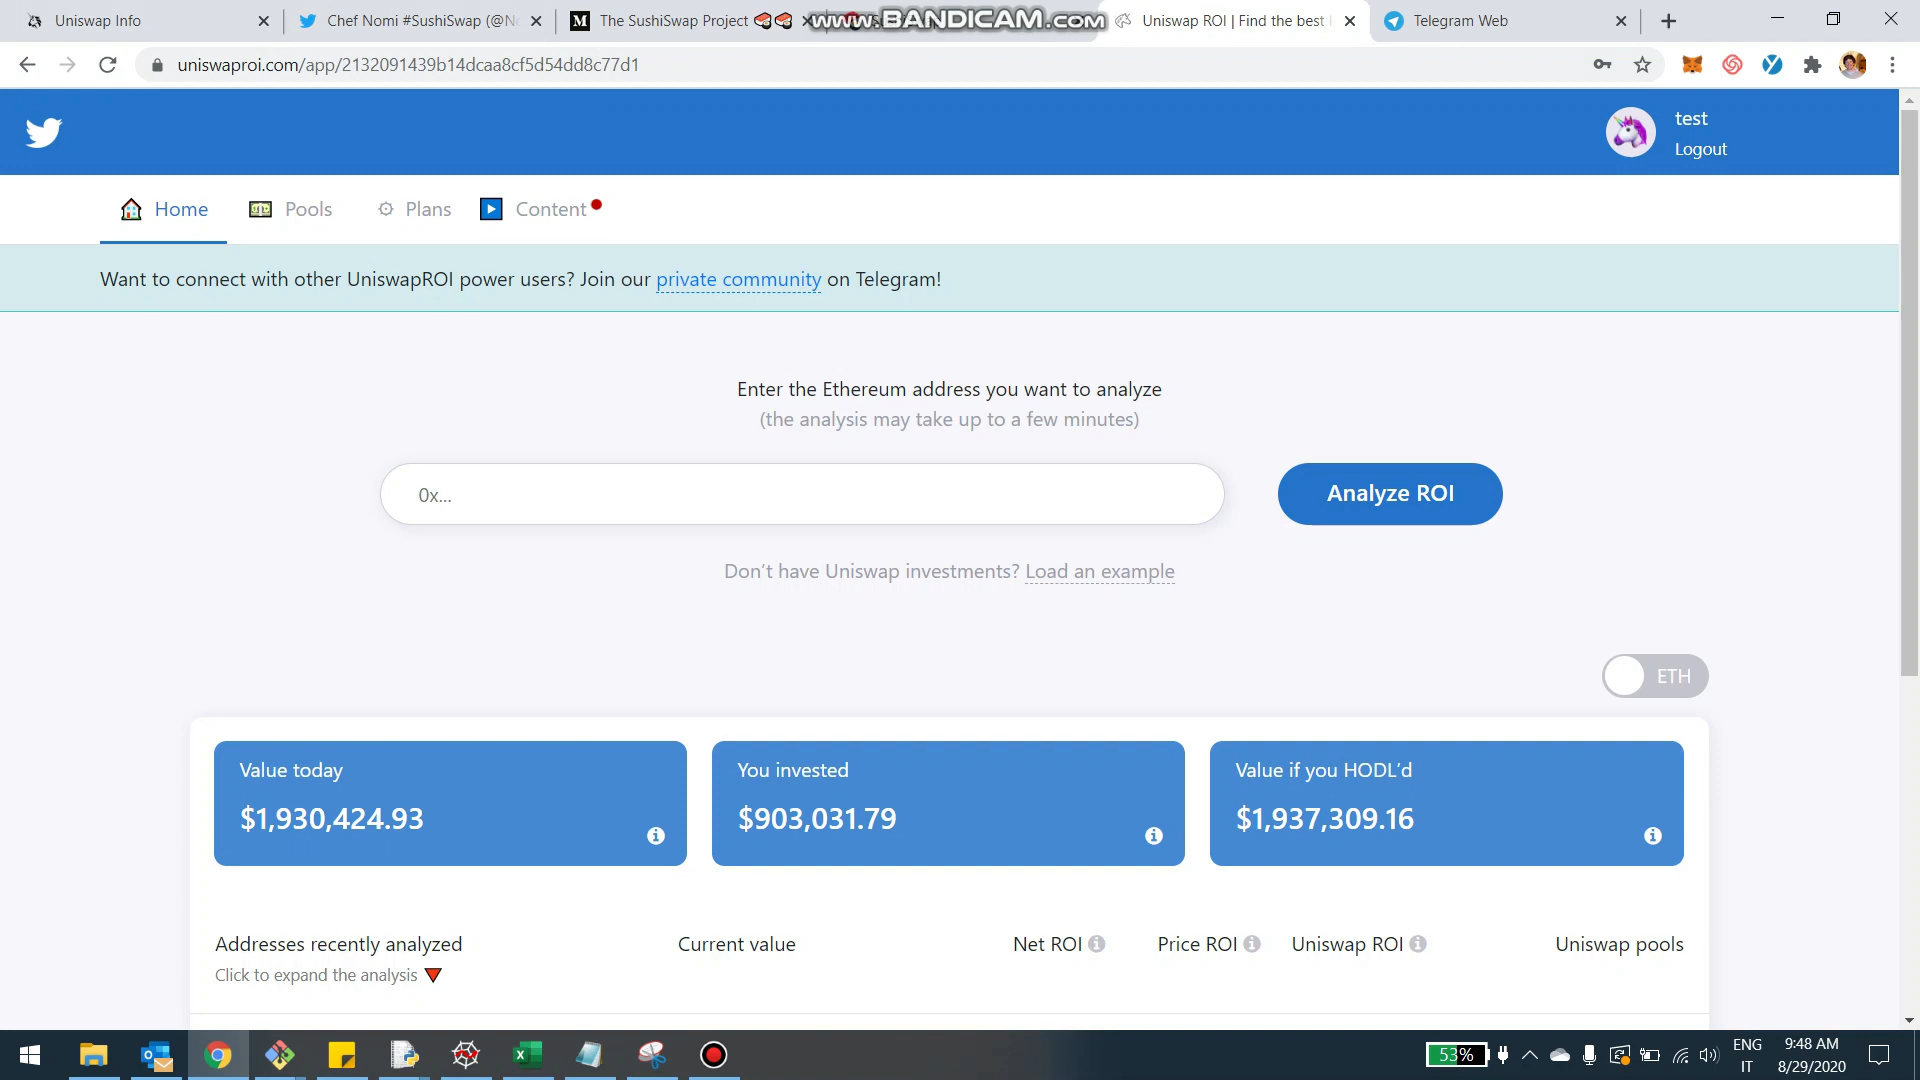 Uniswap Info
Chef Nomi #SushiSwap (@No
The SushiSwap Project
www.BANDICAM.com
Uniswap ROI | Find the best
Telegram Web
uniswaproi.com/app/2132091439b14dcaa8cf5d54dd8c77d1
test
Logout
Home
Pools
Plans
Content
Want to connect with other UniswapROI power users? Join our private community on Telegram!
Enter the Ethereum address you want to analyze
(the analysis may take up to a few minutes)
0x...
Analyze ROI
Don't have Uniswap investments? Load an example
ETH
Value today
$1,930,424.93
You invested
$903,031.79
Value if you HODL'd
$1,937,309.16
Addresses recently analyzed
Click to expand the analysis
Current value
Net ROI
Price ROI
Uniswap ROI
Uniswap pools
53%
ENG
IT
9:48 AM
8/29/2020